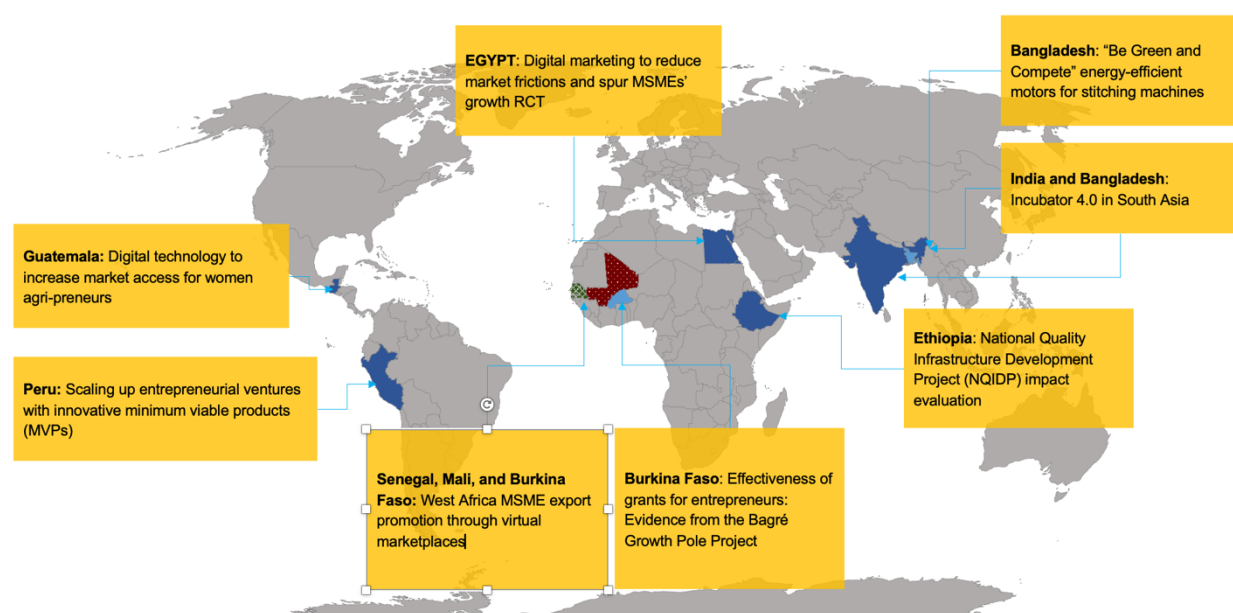 EGYPT: Digital marketing to reduce
market frictions and spur MSMEs'
growth RCT
Bangladesh: “Be Green and
Compete” energy-efficient
motors for stitching machines
India and Bangladesh:
Incubator 4.0 in South Asia
Guatemala: Digital technology to
increase market access for women
agri-preneurs
Ethiopia: National Quality
Infrastructure Development
Project (NQIDP) impact
evaluation
Peru: Scaling up entrepreneurial ventures
with innovative minimum viable products
(MVPs)
Senegal, Mali, and Burkina
Faso: West Africa MSME export
promotion through virtual
marketplaces
Burkina Faso: Effectiveness of
grants for entrepreneurs:
Evidence from the Bagré
Growth Pole Project